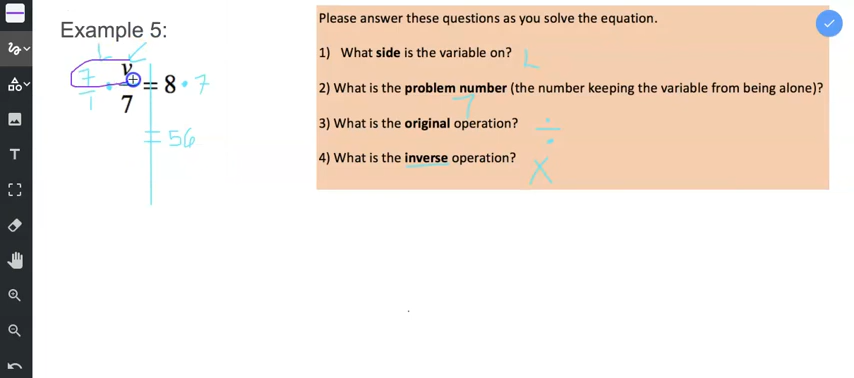 Example 5:
L
7/1 · v/7 = 8 · 7
= 56
Please answer these questions as you solve the equation.
1) What side is the variable on? L
2) What is the problem number (the number keeping the variable from being alone)?
7
3) What is the original operation? ÷
4) What is the inverse operation? X
T